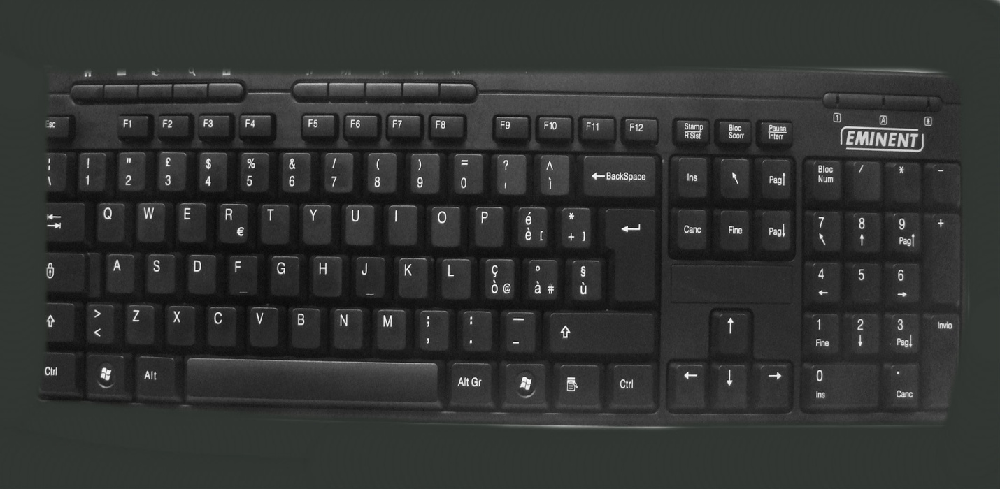 Esc F1 F2 F3 F4 F5 F6 F7 F8 F9 F10 F11 F12 Stamp Bloc Pausa
R Sist Scorr Interr
1 A
EMINENT
¦ ! " £ $ % & / ( ) = ? ^
\ 1 2 3 4 5 6 7 8 9 0 ' ì ←BackSpace Ins ↖ Pag↑ Bloc / * -
Num
Q W E R T Y U I O P é * 7 8 9 +
€ è [ + ] ↵ Canc Fine Pag↓ ↖ ↑ Pag↑
A S D F G H J K L ç ° § 4 5 6
_ _ ò @ à # ù ← →
⇧ > Z X C V B N M ; : — ⇧ ↑ 1 2 3 Invio
< , . - Fine ↓ Pag↓
Ctrl Alt Alt Gr Ctrl ← ↓ → 0 .
Ins Canc